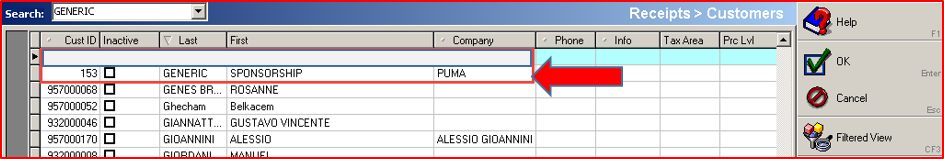 Search: GENERIC Receipts > Customers
Cust ID Inactive Last First Company Phone Info Tax Area Prc Lvl
153 GENERIC SPONSORSHIP PUMA
957000068 GENES BR... ROSANNE
957000052 Ghecham Belkacem
932000046 GIANNATT... GUSTAVO VINCENTE
957000170 GIOANNINI ALESSIO ALESSIO GIOANNINI
932000008 GIORDANI MANUEL
Help
F1
OK
Enter
Cancel
Esc
Filtered View
CF3